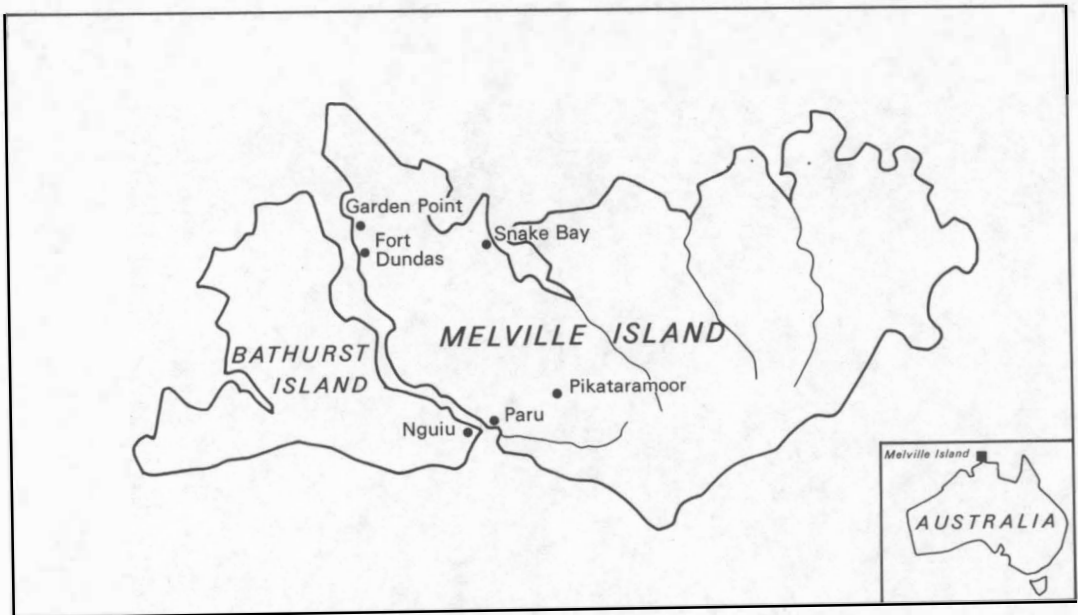 Garden Point
Fort
Dundas
Snake Bay
MELVILLE ISLAND
BATHURST
ISLAND
Pikataramoor
Paru
Nguiu
Melville Island
AUSTRALIA